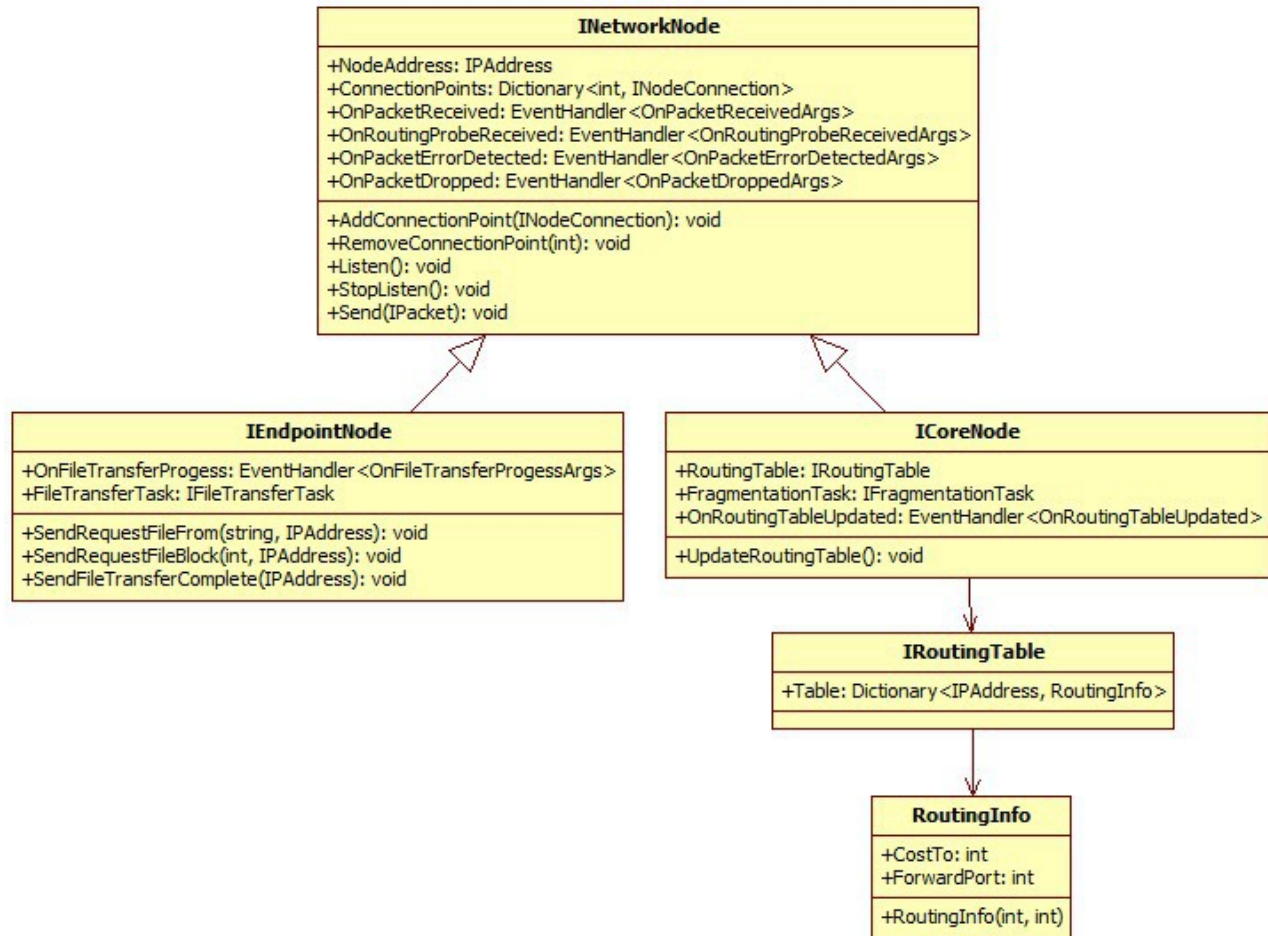 INetworkNode
+NodeAddress: IPAddress
+ConnectionPoints: Dictionary<int, INodeConnection>
+OnPacketReceived: EventHandler<OnPacketReceivedArgs>
+OnRoutingProbeReceived: EventHandler<OnRoutingProbeReceivedArgs>
+OnPacketErrorDetected: EventHandler<OnPacketErrorDetectedArgs>
+OnPacketDropped: EventHandler<OnPacketDroppedArgs>
+AddConnectionPoint(INodeConnection): void
+RemoveConnectionPoint(int): void
+Listen(): void
+StopListen(): void
+Send(IPacket): void
IEndpointNode
+OnFileTransferProgess: EventHandler<OnFileTransferProgessArgs>
+FileTransferTask: IFileTransferTask
+SendRequestFileFrom(string, IPAddress): void
+SendRequestFileBlock(int, IPAddress): void
+SendFileTransferComplete(IPAddress): void
ICoreNode
+RoutingTable: IRoutingTable
+FragmentationTask: IFragmentationTask
+OnRoutingTableUpdated: EventHandler<OnRoutingTableUpdated>
+UpdateRoutingTable(): void
IRoutingTable
+Table: Dictionary<IPAddress, RoutingInfo>
RoutingInfo
+CostTo: int
+ForwardPort: int
+RoutingInfo(int, int)